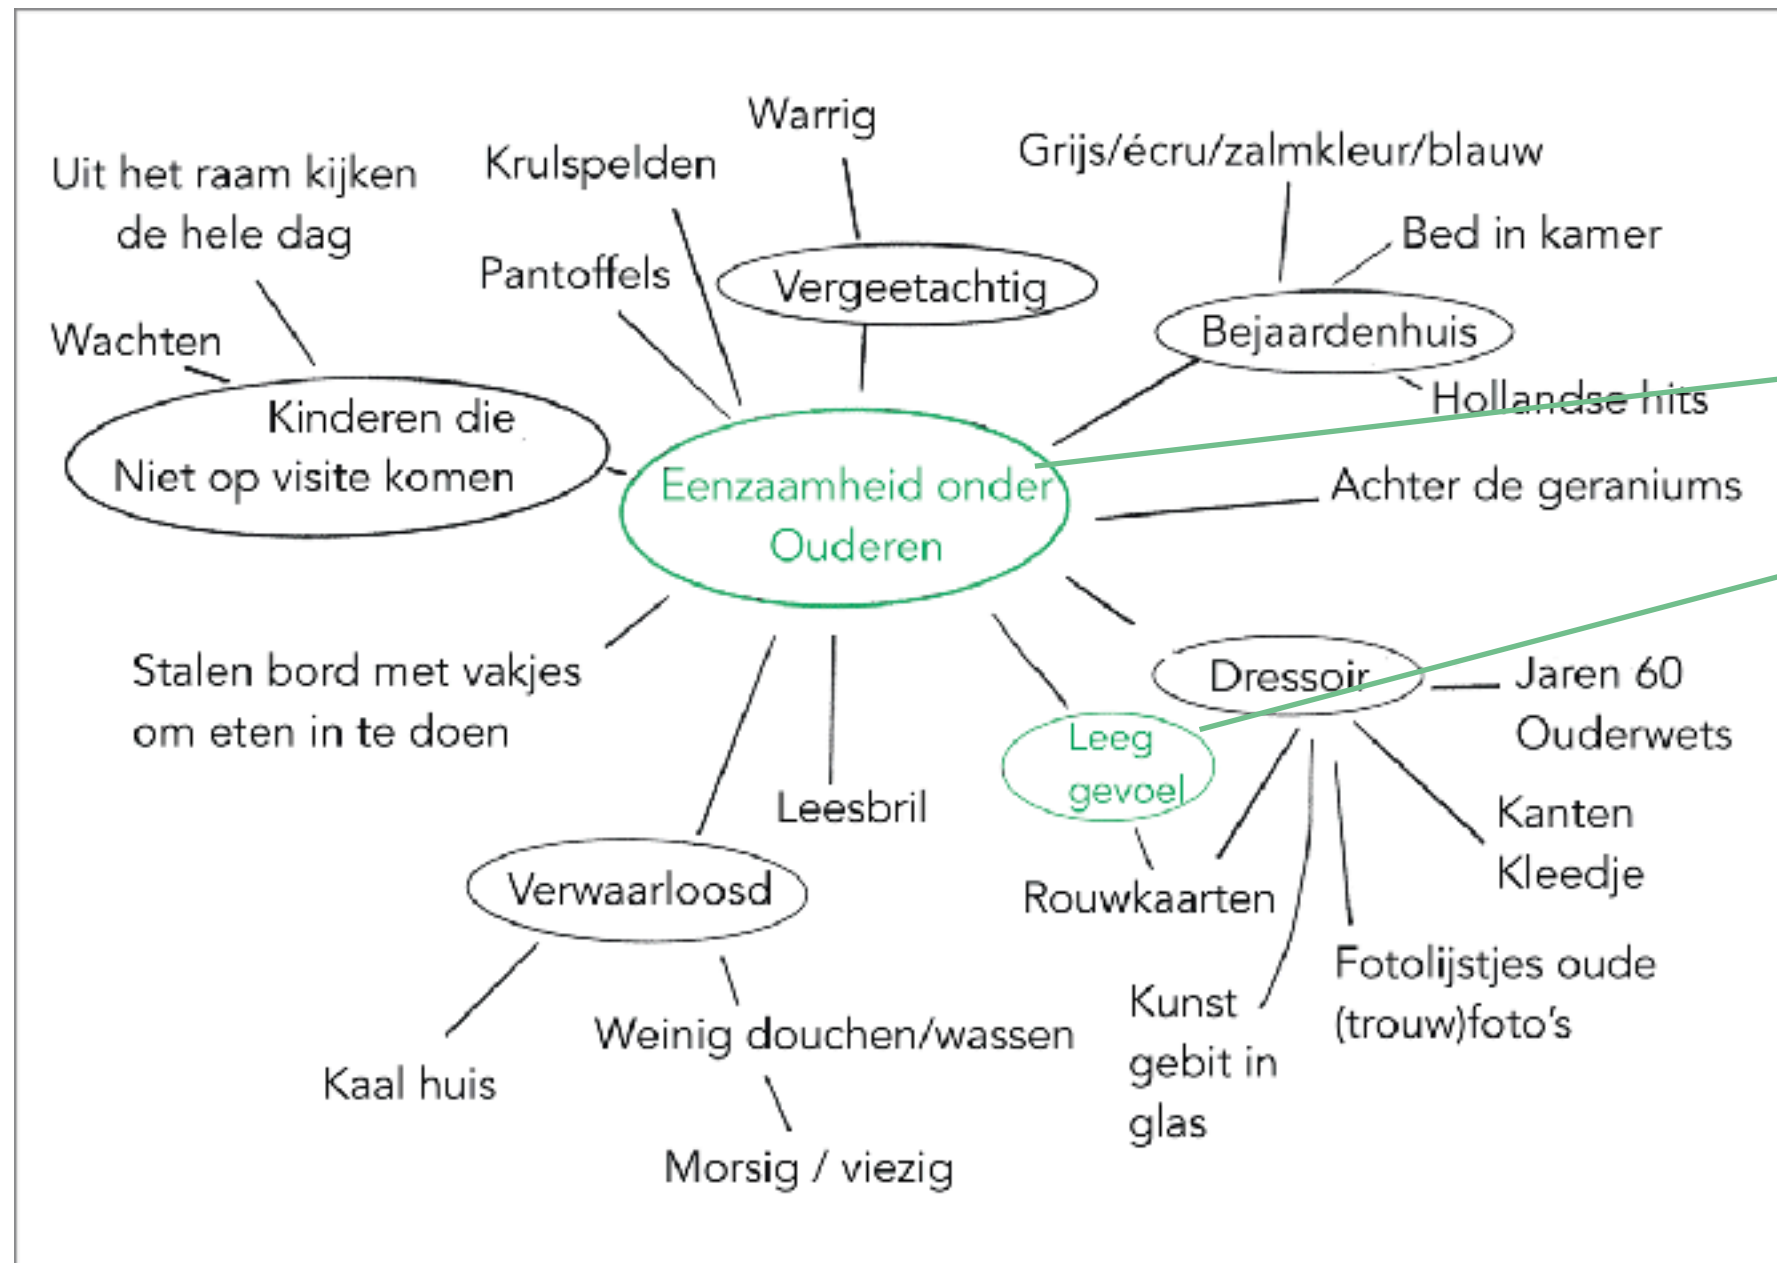 Warrig
Krulspelden
Grijs/écru/zalmkleur/blauw
Uit het raam kijken
de hele dag
Bed in kamer
Pantoffels
Vergeetachtig
Wachten
Bejaardenhuis
Hollandse hits
Kinderen die
Niet op visite komen
Eenzaamheid onder
Ouderen
Achter de geraniums
Stalen bord met vakjes
om eten in te doen
Dressoir
Jaren 60
Ouderwets
Leeg
gevoel
Leesbril
Kanten
Kleedje
Verwaarloosd
Rouwkaarten
Fotolijstjes oude
(trouw)foto's
Kunst
gebit in
glas
Weinig douchen/wassen
Kaal huis
Morsig / viezig